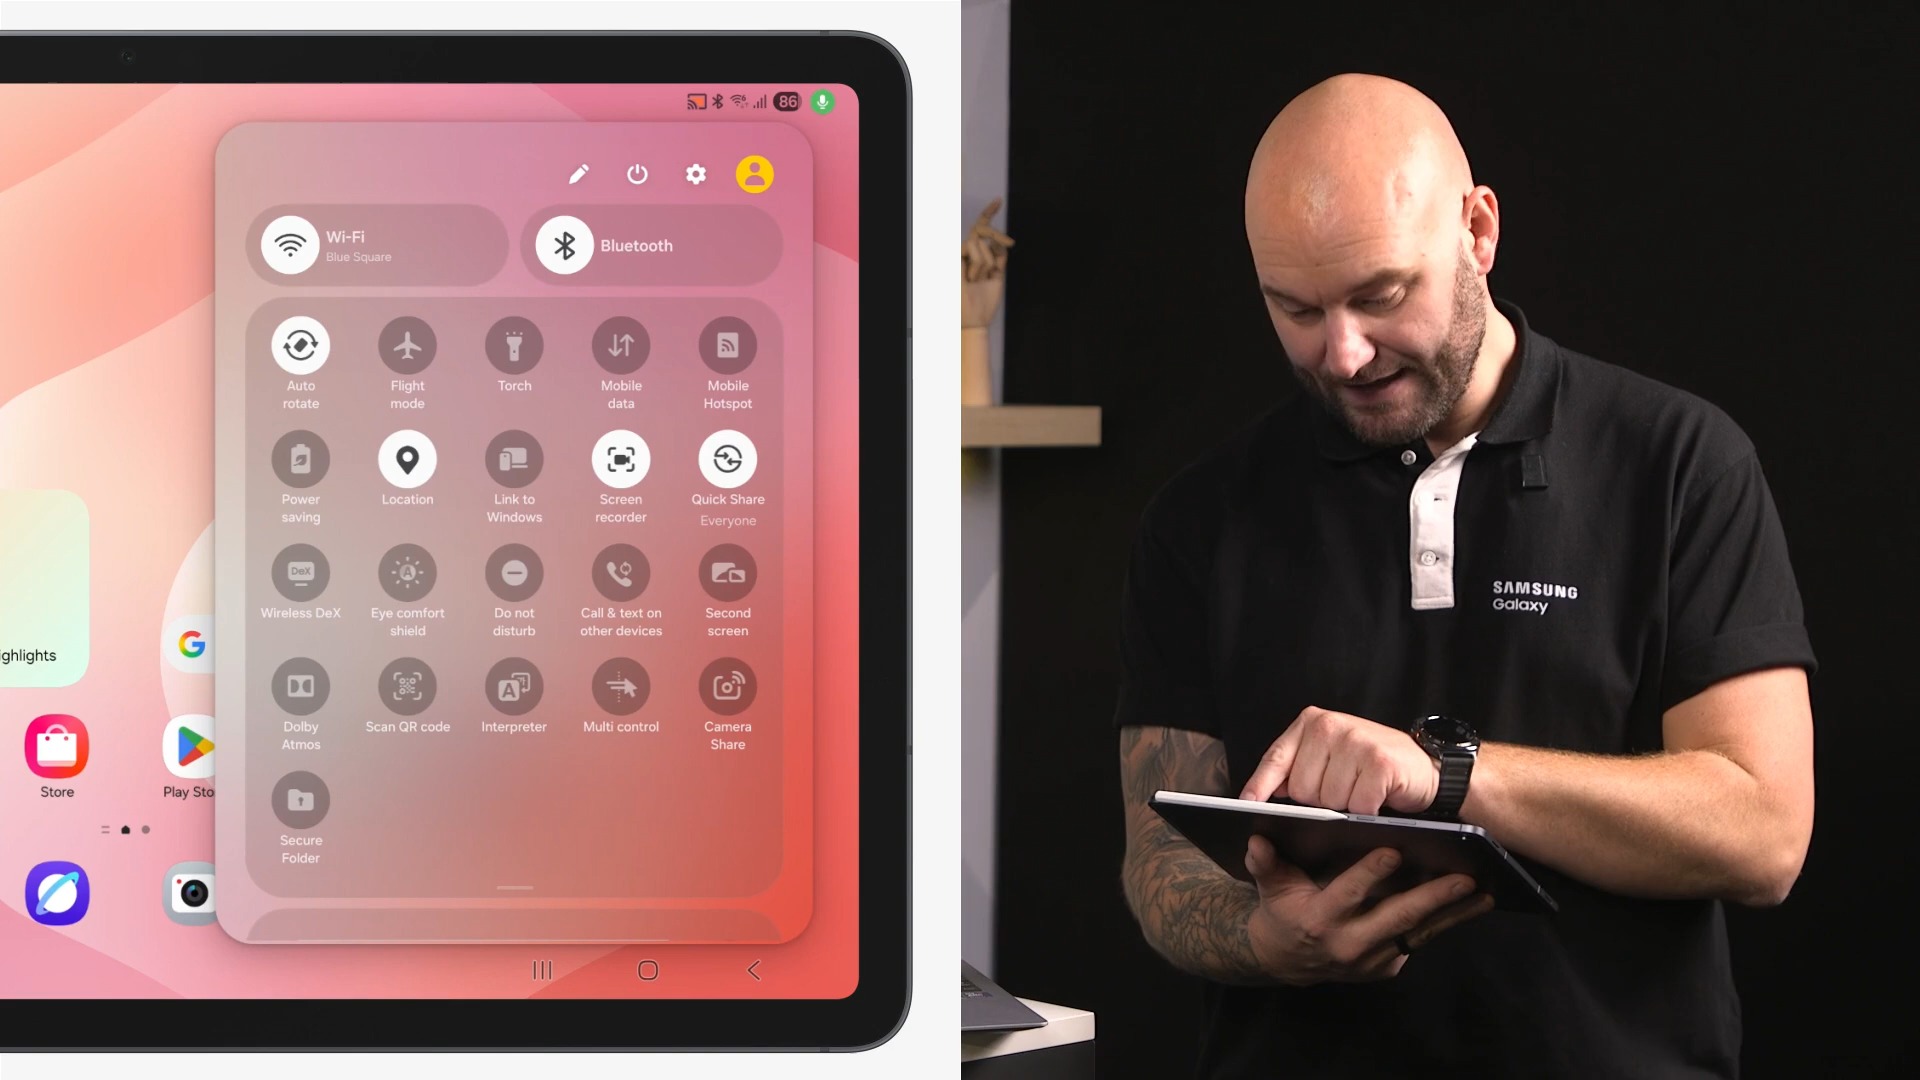 86
Wi-Fi
Blue Square
Bluetooth
Auto
rotate
Flight
mode
Torch
Mobile
data
Mobile
Hotspot
Power
saving
Location
Link to
Windows
Screen
recorder
Quick Share
Everyone
DeX
Wireless DeX
Eye comfort
shield
Do not
disturb
Call & text on
other devices
Second
screen
Dolby
Atmos
Scan QR code
Interpreter
Multi control
Camera
Share
Secure
Folder
ighlights
Store
Play Sto
SAMSUNG
Galaxy